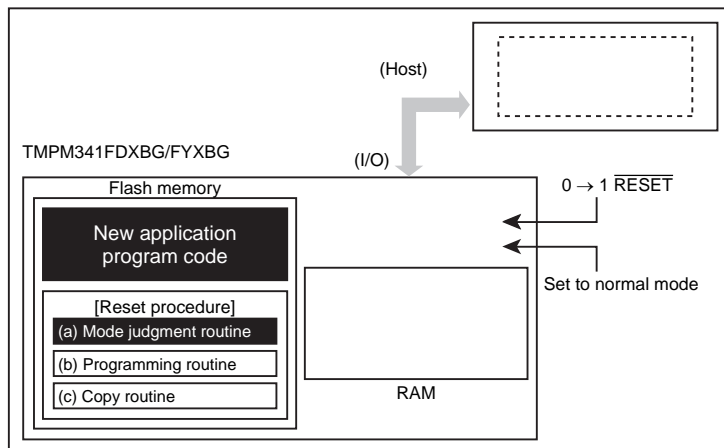 (Host)
TMPM341FDXBG/FYXBG
(I/O)
Flash memory
0 → 1 RESET
New application
program code
Set to normal mode
[Reset procedure]
(a) Mode judgment routine
(b) Programming routine
(c) Copy routine
RAM